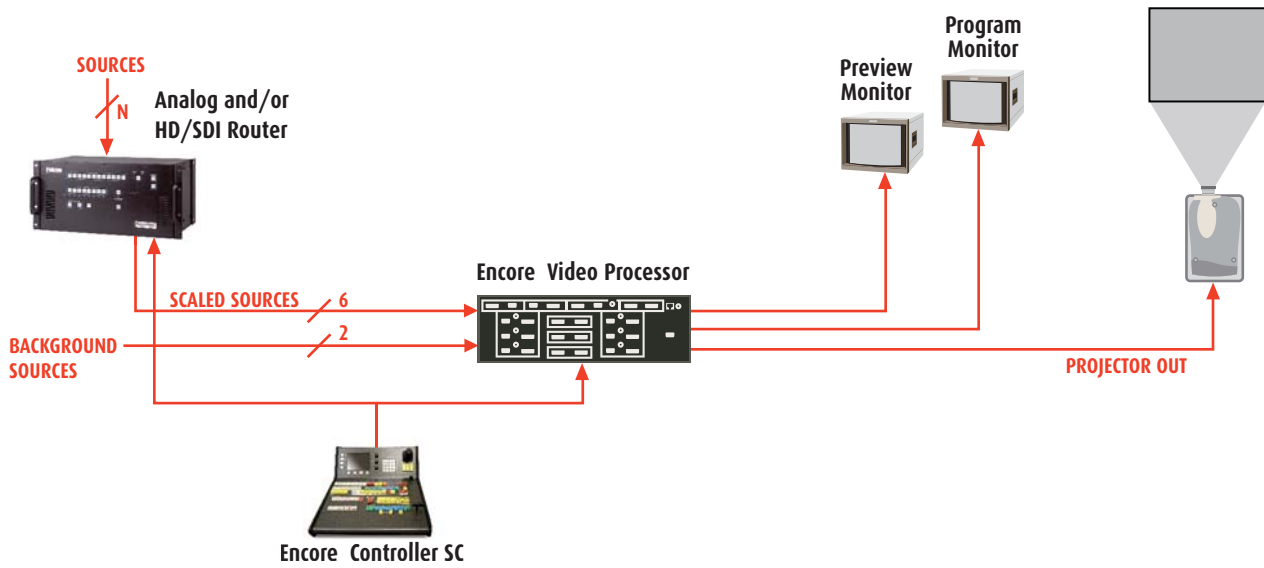 SOURCES
N
Analog and/or
HD/SDI Router
Preview
Monitor
Program
Monitor
Encore Video Processor
SCALED SOURCES
6
2
BACKGROUND
SOURCES
PROJECTOR OUT
Encore Controller SC